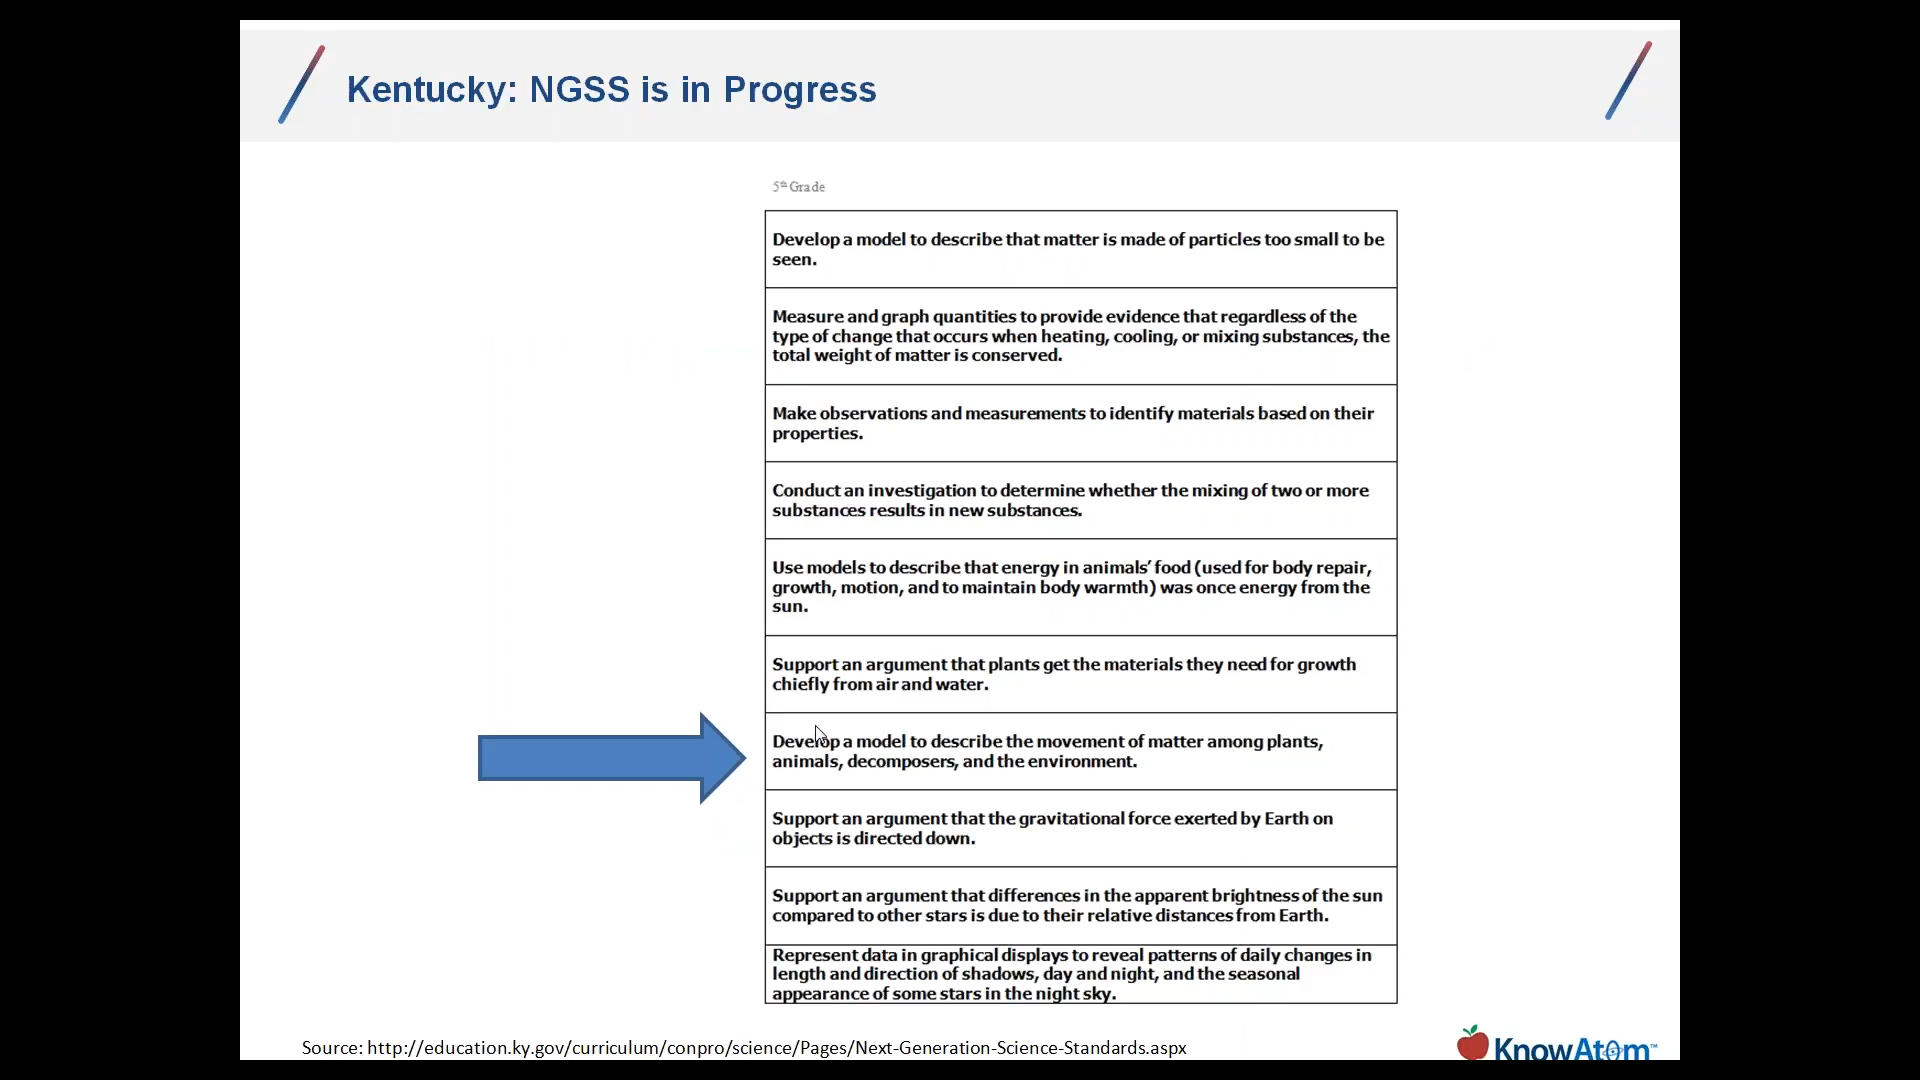 Kentucky: NGSS is in Progress
5th Grade
Develop a model to describe that matter is made of particles too small to be
seen.
Measure and graph quantities to provide evidence that regardless of the
type of change that occurs when heating, cooling, or mixing substances, the
total weight of matter is conserved.
Make observations and measurements to identify materials based on their
properties.
Conduct an investigation to determine whether the mixing of two or more
substances results in new substances.
Use models to describe that energy in animals’ food (used for body repair,
growth, motion, and to maintain body warmth) was once energy from the
sun.
Support an argument that plants get the materials they need for growth
chiefly from air and water.
Develop a model to describe the movement of matter among plants,
animals, decomposers, and the environment.
Support an argument that the gravitational force exerted by Earth on
objects is directed down.
Support an argument that differences in the apparent brightness of the sun
compared to other stars is due to their relative distances from Earth.
Represent data in graphical displays to reveal patterns of daily changes in
length and direction of shadows, day and night, and the seasonal
appearance of some stars in the night sky.
Source: http://education.ky.gov/curriculum/conpro/science/Pages/Next-Generation-Science-Standards.aspx
KnowAtom™